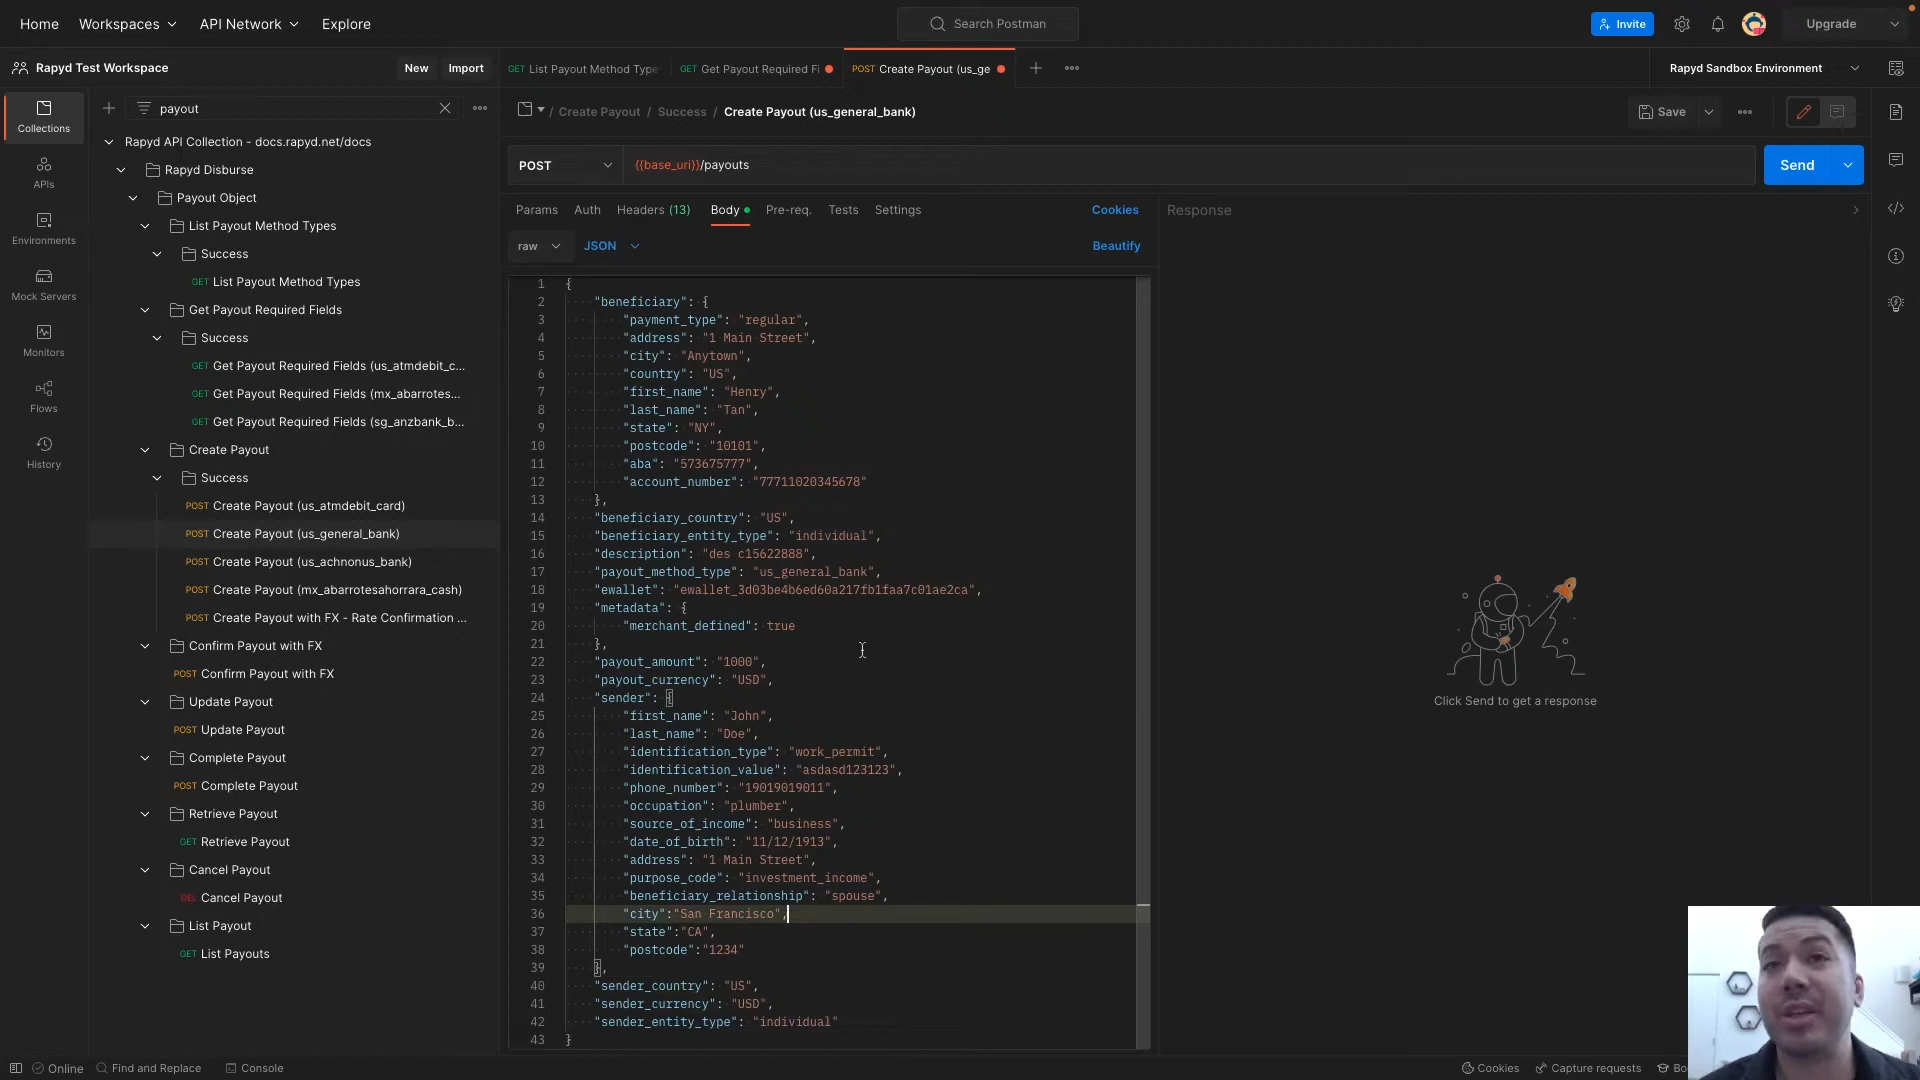 Home Workspaces API Network Explore Search Postman Invite Upgrade
Rapyd Test Workspace New Import
GET List Payout Method Type GET Get Payout Required Fi POST Create Payout (us_ge Rapyd Sandbox Environment
Collections
APIs
Environments
Mock Servers
Monitors
Flows
History
payout
Rapyd API Collection - docs.rapyd.net/docs
Rapyd Disburse
Payout Object
List Payout Method Types
Success
GET List Payout Method Types
Get Payout Required Fields
Success
GET Get Payout Required Fields (us_atmdebit_c...
GET Get Payout Required Fields (mx_abarrotes...
GET Get Payout Required Fields (sg_anzbank_b...
Create Payout
Success
POST Create Payout (us_atmdebit_card)
POST Create Payout (us_general_bank)
POST Create Payout (us_achnonus_bank)
POST Create Payout (mx_abarrotesahorrara_cash)
POST Create Payout with FX - Rate Confirmation ...
Confirm Payout with FX
POST Confirm Payout with FX
Update Payout
POST Update Payout
Complete Payout
POST Complete Payout
Retrieve Payout
GET Retrieve Payout
Cancel Payout
DEL Cancel Payout
List Payout
GET List Payouts
/ Create Payout / Success / Create Payout (us_general_bank) Save
POST {{base_uri}}/payouts Send
Params Auth Headers (13) Body Pre-req. Tests Settings Cookies
raw JSON Beautify
1 {
2 "beneficiary": {
3 "payment_type": "regular",
4 "address": "1 Main Street",
5 "city": "Anytown",
6 "country": "US",
7 "first_name": "Henry",
8 "last_name": "Tan",
9 "state": "NY",
10 "postcode": "10101",
11 "aba": "573675777",
12 "account_number": "77711020345678"
13 },
14 "beneficiary_country": "US",
15 "beneficiary_entity_type": "individual",
16 "description": "des c15622888",
17 "payout_method_type": "us_general_bank",
18 "ewallet": "ewallet_3d03be4b6ed60a217fb1faa7c01ae2ca",
19 "metadata": {
20 "merchant_defined": true
21 },
22 "payout_amount": "1000",
23 "payout_currency": "USD",
24 "sender": {
25 "first_name": "John",
26 "last_name": "Doe",
27 "identification_type": "work_permit",
28 "identification_value": "asdasd123123",
29 "phone_number": "19019019011",
30 "occupation": "plumber",
31 "source_of_income": "business",
32 "date_of_birth": "11/12/1913",
33 "address": "1 Main Street",
34 "purpose_code": "investment_income",
35 "beneficiary_relationship": "spouse",
36 "city":"San Francisco",
37 "state":"CA",
38 "postcode":"1234"
39 },
40 "sender_country": "US",
41 "sender_currency": "USD",
42 "sender_entity_type": "individual"
43 }
Response
Click Send to get a response
Online Find and Replace Console Cookies Capture requests